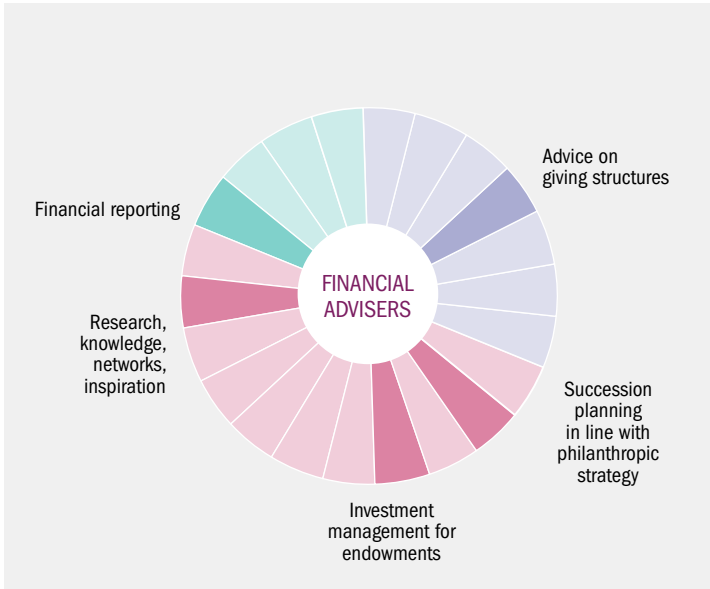 Advice on
giving structures
Financial reporting
FINANCIAL
ADVISERS
Research,
knowledge,
networks,
inspiration
Succession
planning
in line with
philanthropic
strategy
Investment
management for
endowments